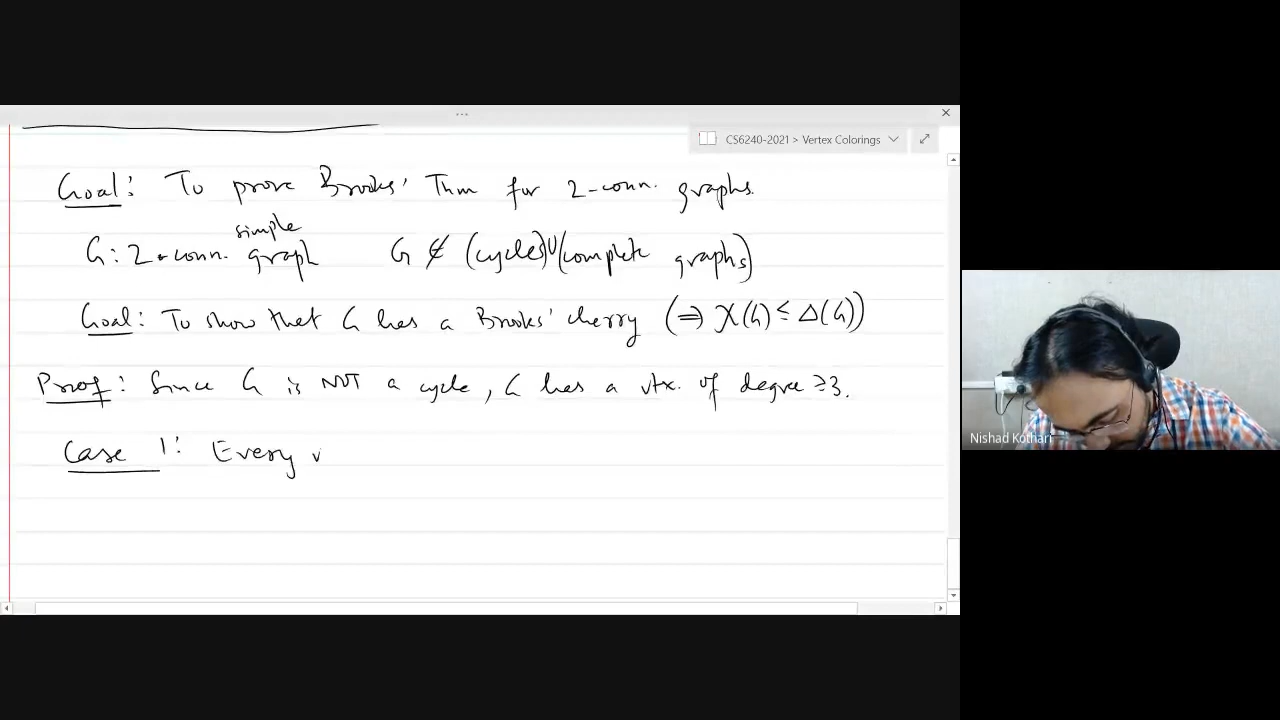 CS6240-2021 > Vertex Colorings
Goal: To prove Brooks' Thm for 2-conn. graphs.
simple
G: 2-conn. graph G ∉ (cycles) ∪ (complete graphs)
Goal: To show that G has a Brooks' cherry (⇒ χ(G) ≤ Δ(G))
Proof: Since G is NOT a cycle, G has a vtx. of degree ≥3.
Case 1: Every v
Nishad Kothari